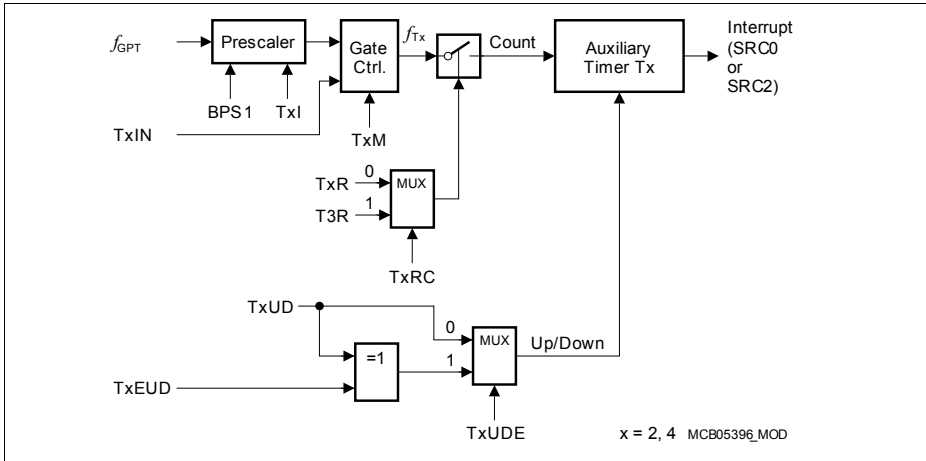 fGPT
Prescaler
Gate
Ctrl.
fTx
Count
Auxiliary
Timer Tx
Interrupt
(SRC0
or
SRC2)
BPS1
TxI
TxIN
TxM
TxR
0
MUX
T3R
1
TxRC
TxUD
0
MUX
Up/Down
=1
1
TxEUD
TxUDE
x = 2, 4
MCB05396_MOD